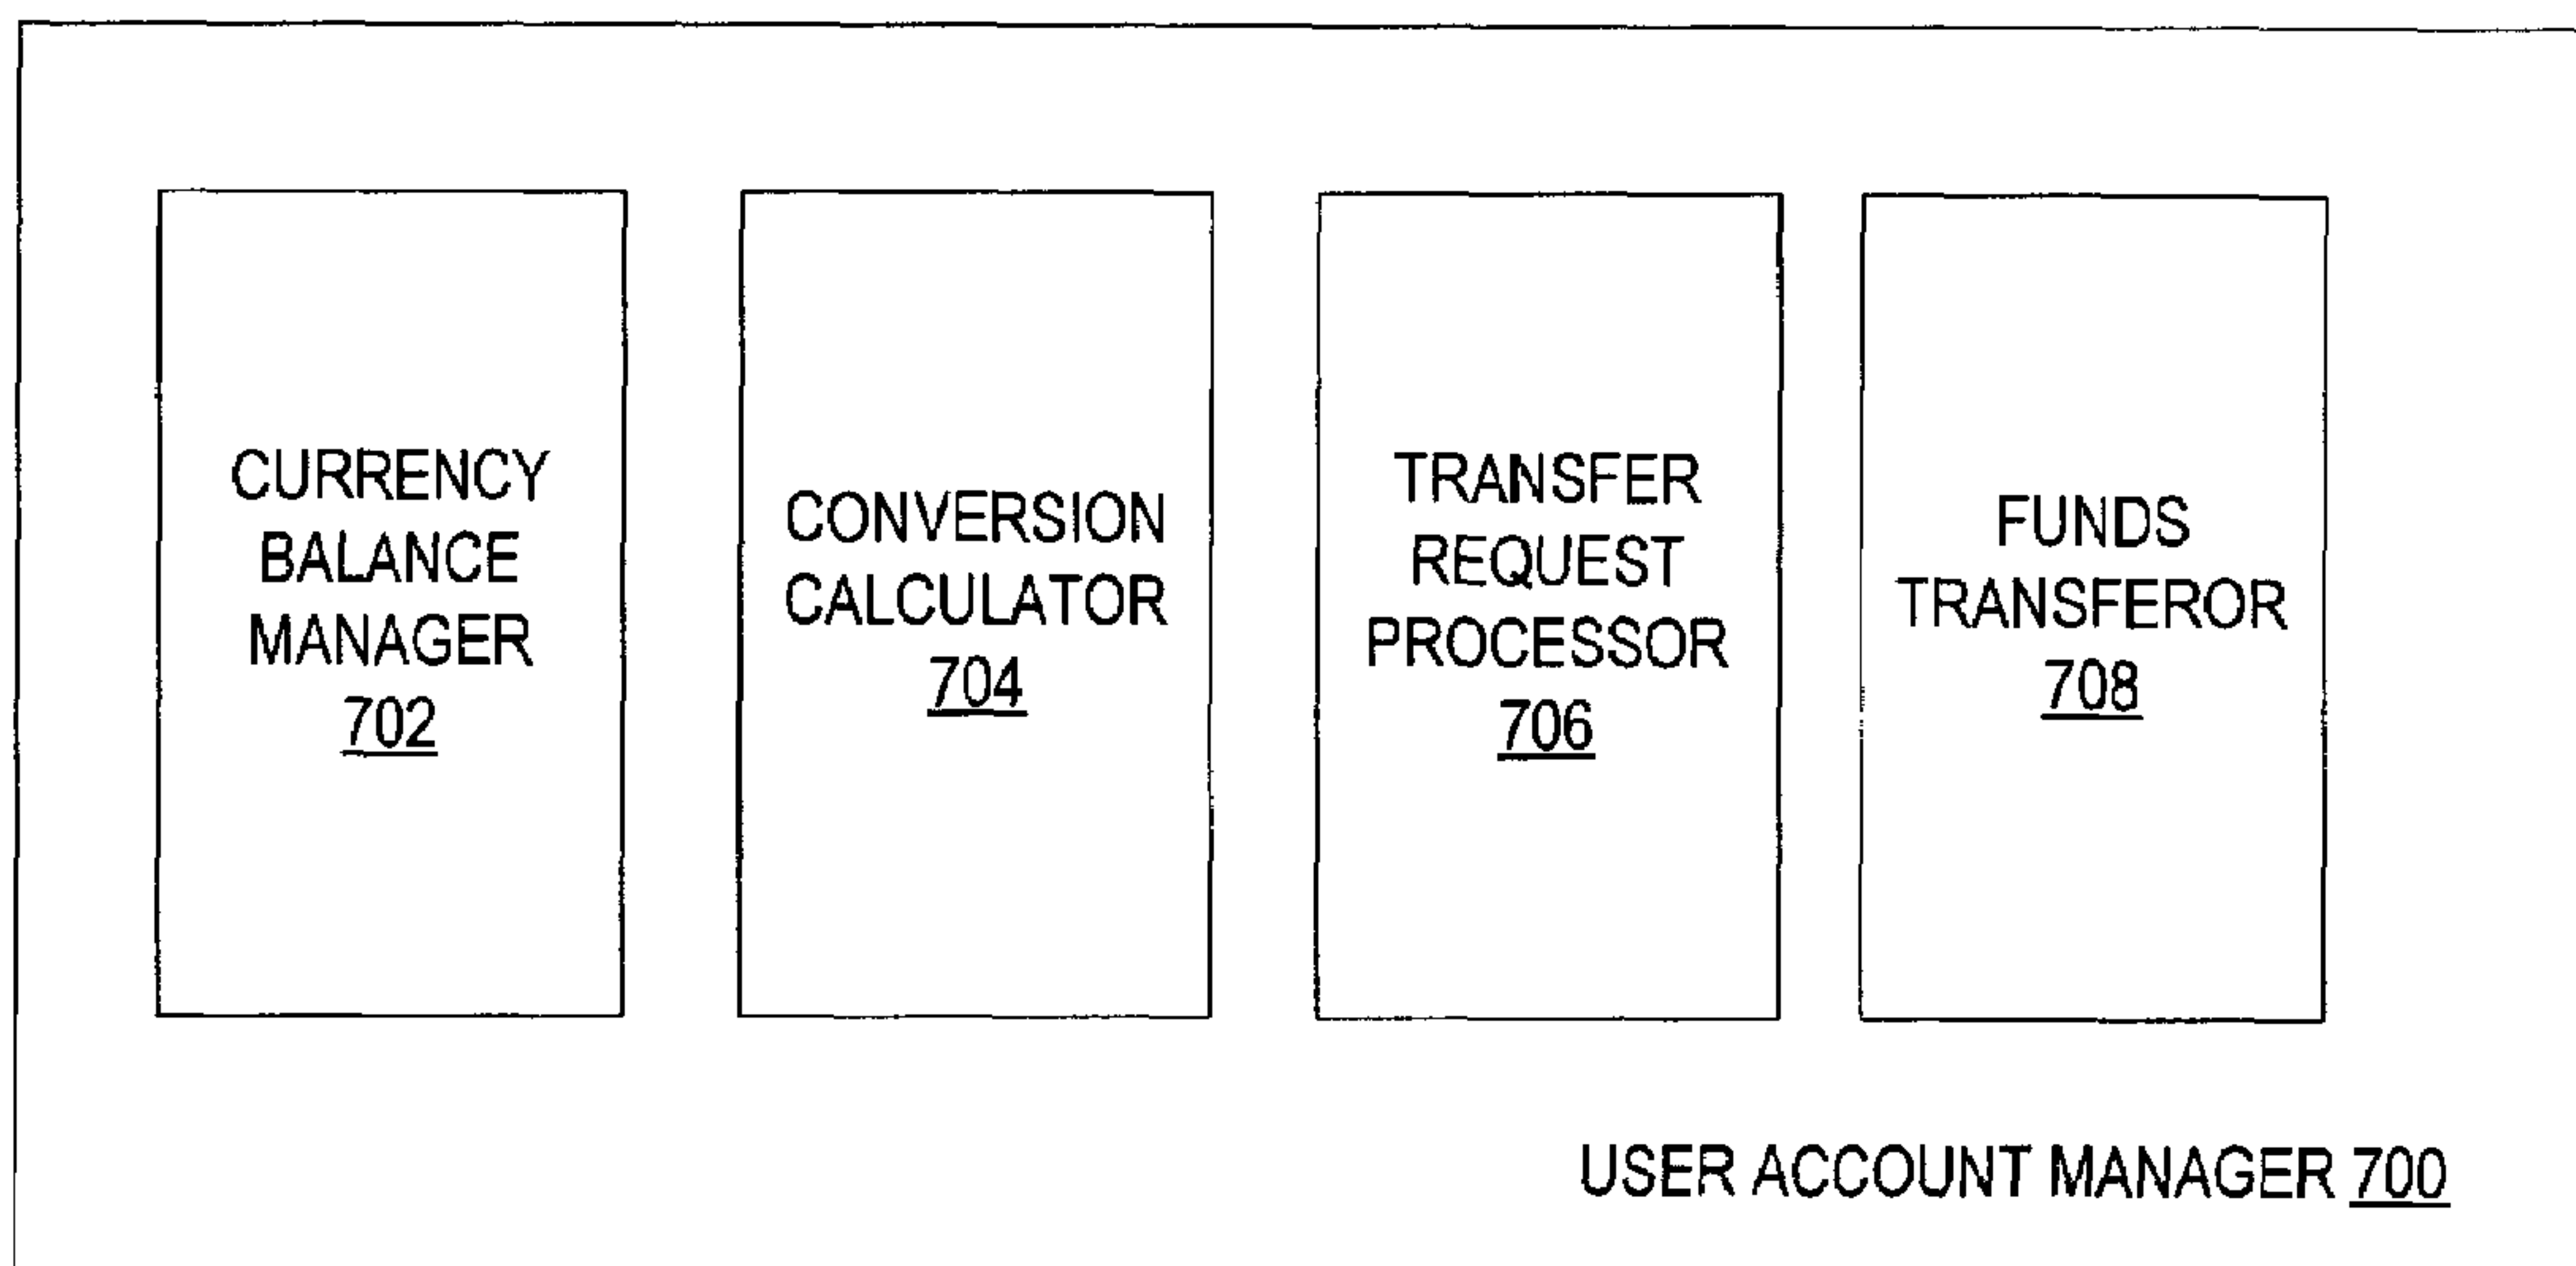 CURRENCY
BALANCE
MANAGER
702
CONVERSION
CALCULATOR
704
TRANSFER
REQUEST
PROCESSOR
706
FUNDS
TRANSFEROR
708
USER ACCOUNT MANAGER 700